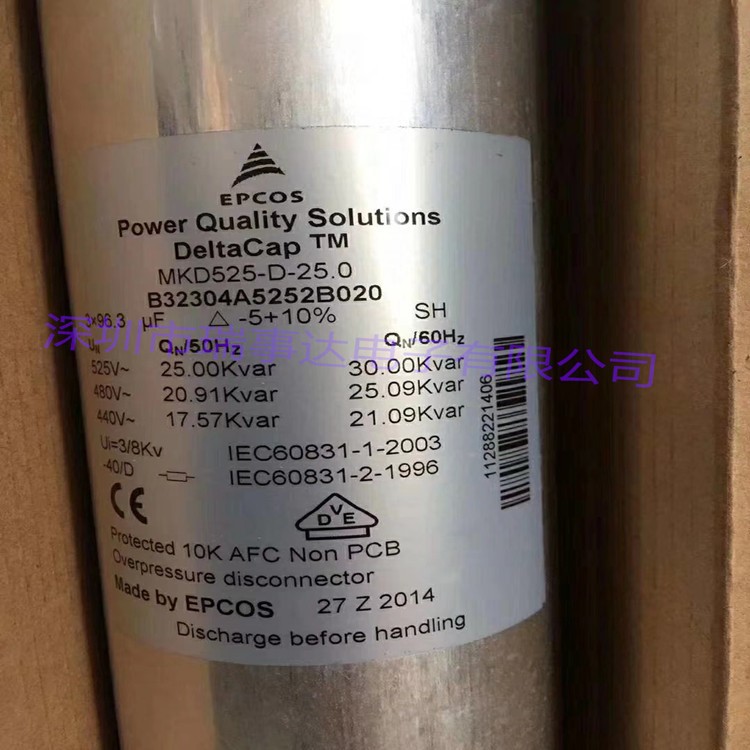 EPCOS
Power Quality Solutions
DeltaCap TM
MKD525-D-25.0
B32304A5252B020
3×96.3 µF △ -5+10% SH
深圳市瑞事达电子有限公司
UN QN/50Hz QN/60Hz
525V~ 25.00Kvar 30.00Kvar
480V~ 20.91Kvar 25.09Kvar
440V~ 17.57Kvar 21.09Kvar
Ui=3/8Kv IEC60831-1-2003
-40/D IEC60831-2-1996
CE
DVE
Protected 10K AFC Non PCB
Overpressure disconnector
Made by EPCOS 27 Z 2014
Discharge before handling
11288221406